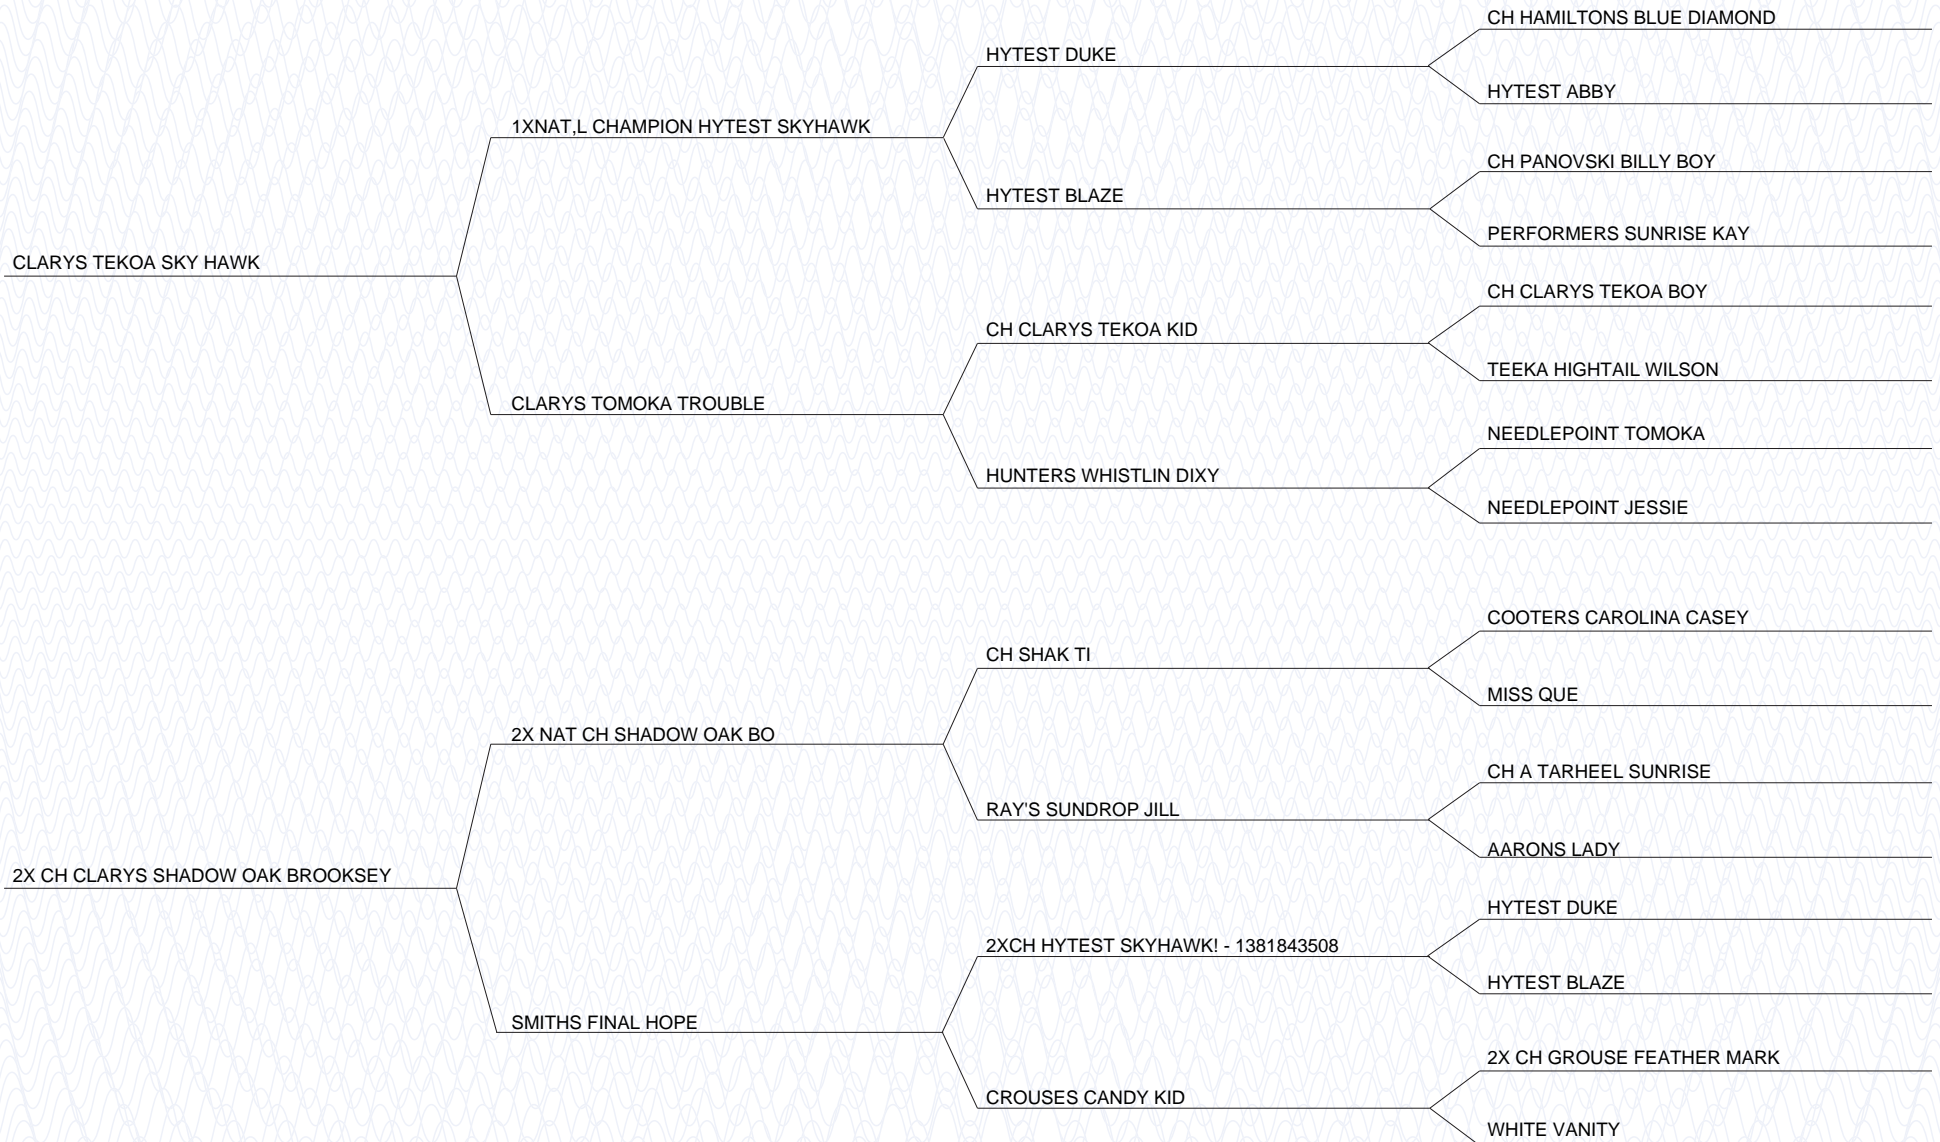 CH HAMILTONS BLUE DIAMOND
HYTEST DUKE
HYTEST ABBY
1XNAT,L CHAMPION HYTEST SKYHAWK
CH PANOVSKI BILLY BOY
HYTEST BLAZE
PERFORMERS SUNRISE KAY
CLARYS TEKOA SKY HAWK
CH CLARYS TEKOA BOY
CH CLARYS TEKOA KID
TEEKA HIGHTAIL WILSON
CLARYS TOMOKA TROUBLE
NEEDLEPOINT TOMOKA
HUNTERS WHISTLIN DIXY
NEEDLEPOINT JESSIE
COOTERS CAROLINA CASEY
CH SHAK TI
MISS QUE
2X NAT CH SHADOW OAK BO
CH A TARHEEL SUNRISE
RAY'S SUNDROP JILL
AARONS LADY
2X CH CLARYS SHADOW OAK BROOKSEY
HYTEST DUKE
2XCH HYTEST SKYHAWK! - 1381843508
HYTEST BLAZE
SMITHS FINAL HOPE
2X CH GROUSE FEATHER MARK
CROUSES CANDY KID
WHITE VANITY